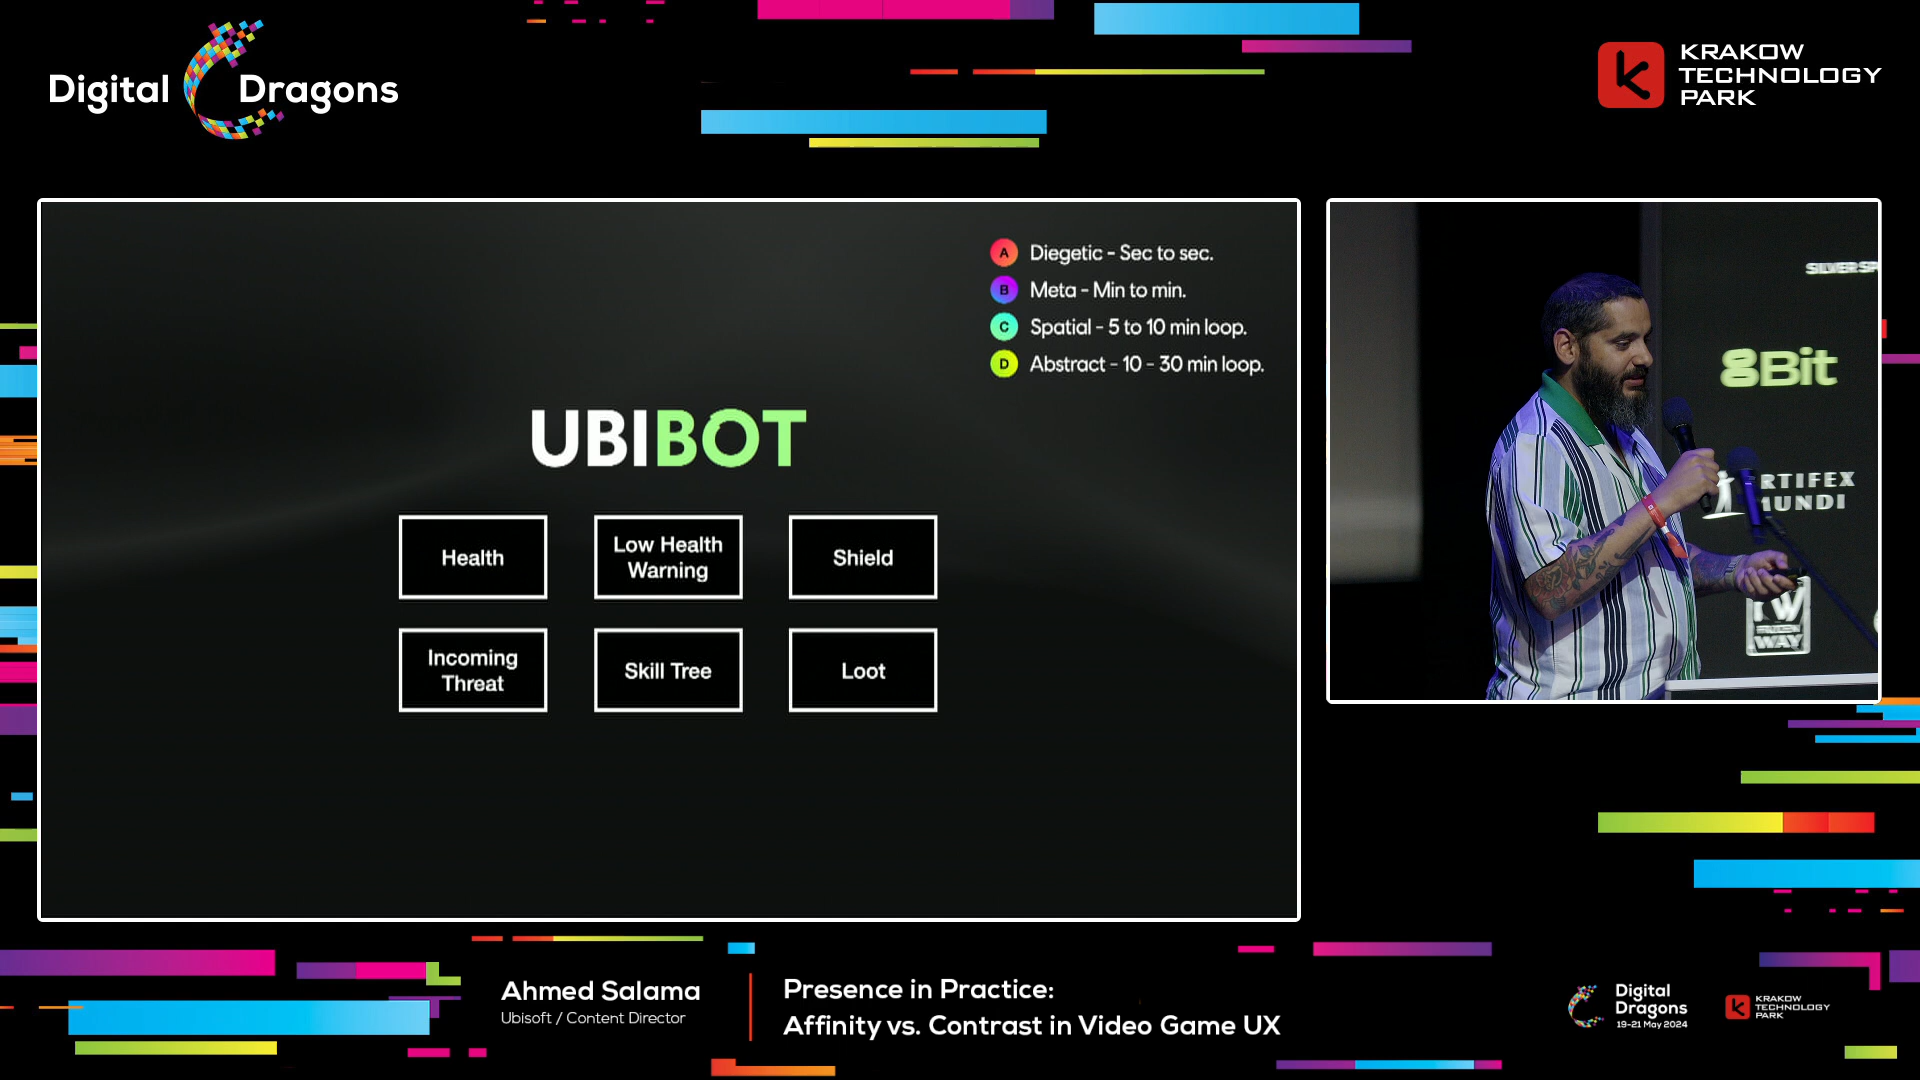 Digital Dragons
KRAKOW
TECHNOLOGY
PARK
A Diegetic - Sec to sec.
B Meta - Min to min.
C Spatial - 5 to 10 min loop.
D Abstract - 10 - 30 min loop.
UBIBOT
Health
Low Health
Warning
Shield
Incoming
Threat
Skill Tree
Loot
8Bit
RTIFEX
MUNDI
WAY
Ahmed Salama
Ubisoft / Content Director
Presence in Practice:
Affinity vs. Contrast in Video Game UX
Digital
Dragons
19-21 May 2024
KRAKOW
TECHNOLOGY
PARK